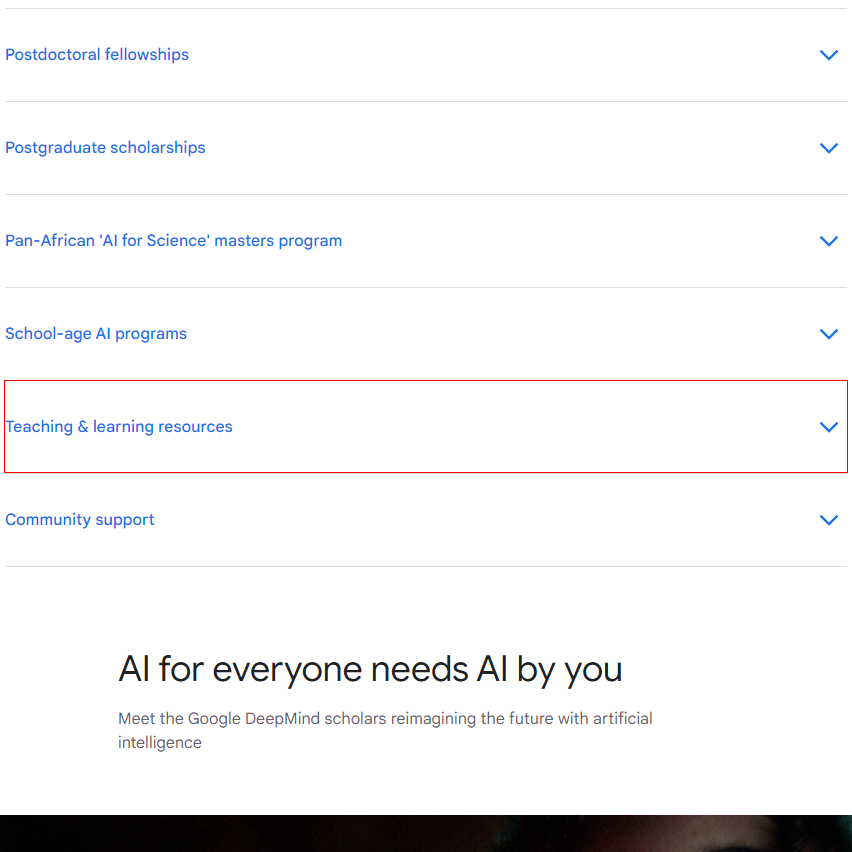 Postdoctoral fellowships
Postgraduate scholarships
Pan-African 'AI for Science' masters program
School-age AI programs
Teaching & learning resources
Community support
AI for everyone needs AI by you
Meet the Google DeepMind scholars reimagining the future with artificial
intelligence